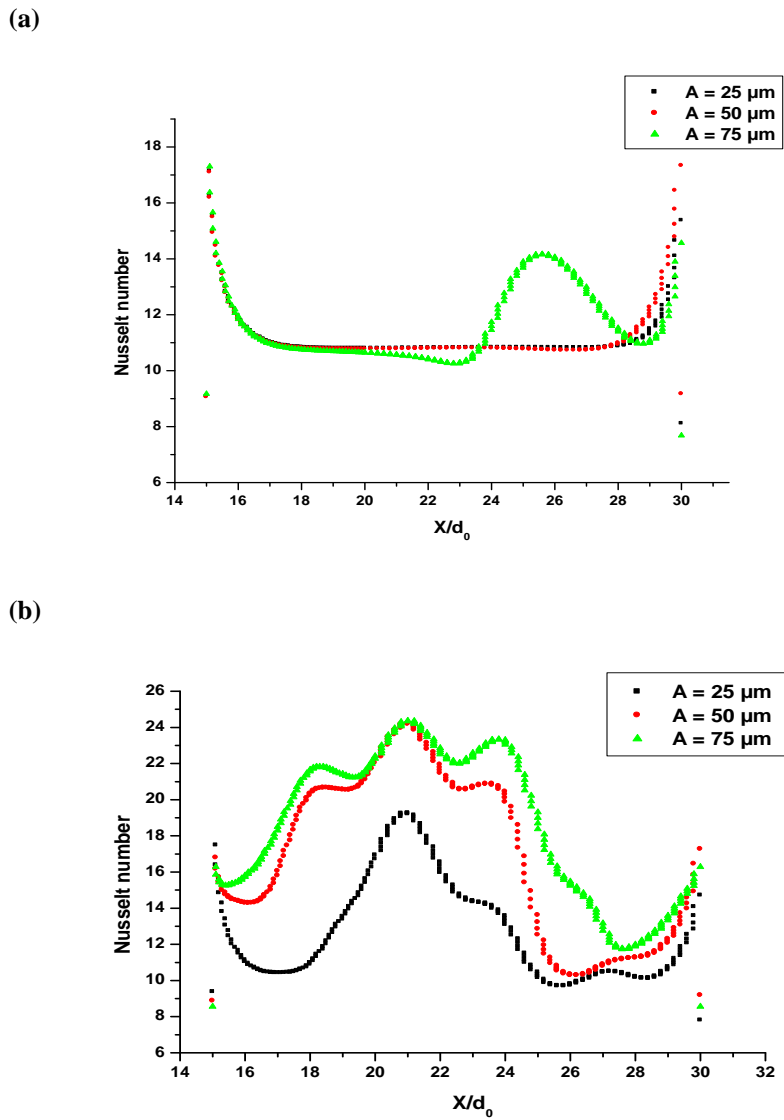 (a)
A = 25 µm
A = 50 µm
A = 75 µm
18
16
14
12
10
8
6
Nusselt number
14 16 18 20 22 24 26 28 30
X/d0
(b)
A = 25 µm
A = 50 µm
A = 75 µm
26
24
22
20
18
16
14
12
10
8
6
Nusselt number
14 16 18 20 22 24 26 28 30 32
X/d0